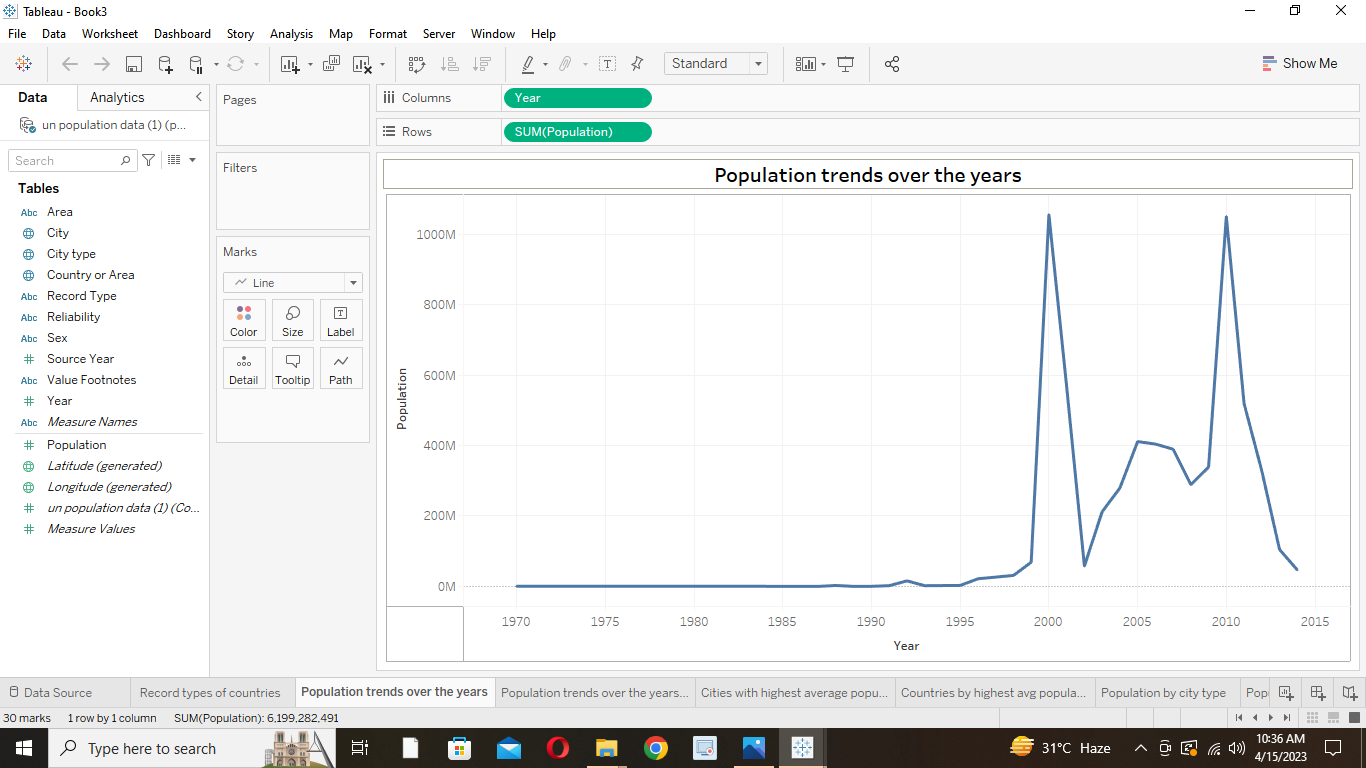 Tableau - Book3
File Data Worksheet Dashboard Story Analysis Map Format Server Window Help
Standard
Show Me
Data Analytics
un population data (1) (p...
Search
Tables
Abc Area
City
City type
Country or Area
Abc Record Type
Abc Reliability
Abc Sex
Source Year
Abc Value Footnotes
Year
Abc Measure Names
Population
Latitude (generated)
Longitude (generated)
un population data (1) (Co...
Measure Values
Pages
Filters
Marks
Line
Color Size Label
Detail Tooltip Path
Columns Year
Rows SUM(Population)
Population trends over the years
1000M
800M
600M
400M
200M
0M
Population
1970 1975 1980 1985 1990 1995 2000 2005 2010 2015
Year
Data Source Record types of countries Population trends over the years Population trends over the years... Cities with highest average popu... Countries by highest avg popula... Population by city type Pop
30 marks 1 row by 1 column SUM(Population): 6,199,282,491
Type here to search
31°C Haze
10:36 AM
4/15/2023